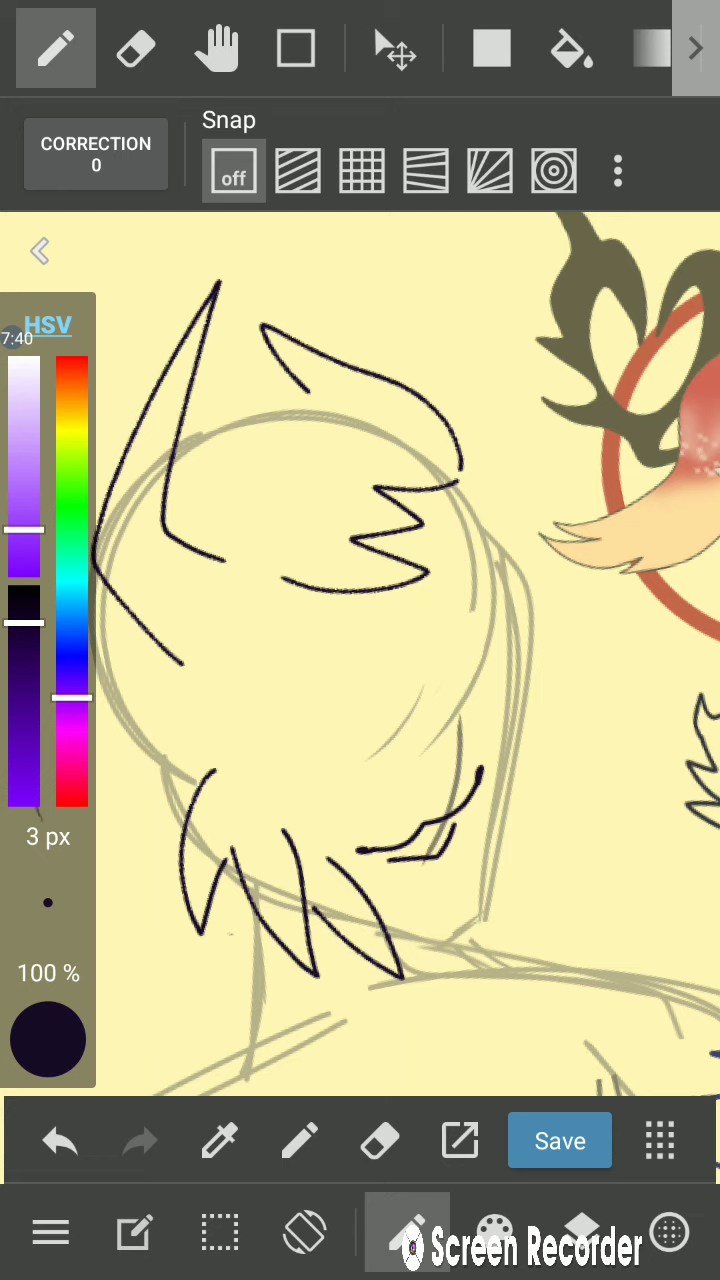 Snap
CORRECTION
0
off
HSV
7:40
3 px
100 %
Save
Screen Recorder